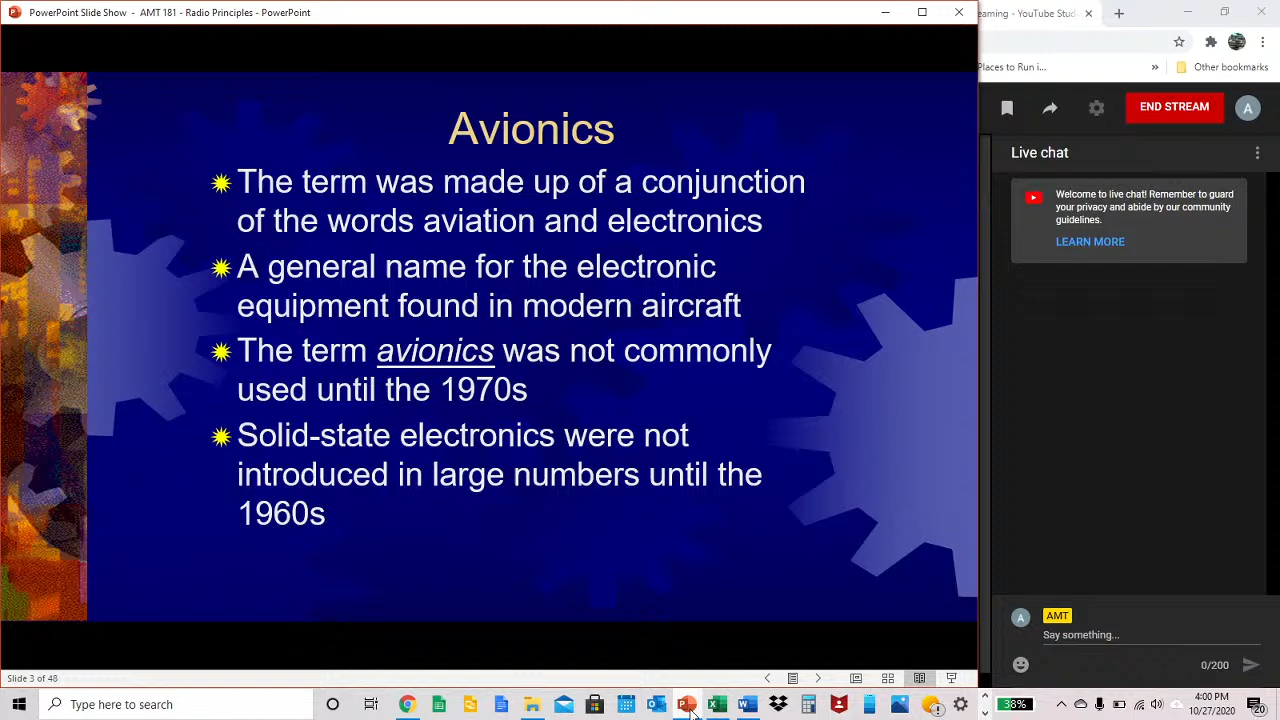 PowerPoint Slide Show - AMT 181 - Radio Principles - PowerPoint
eaming - YouTube Stud
Places to Run i...
»
Other bookmarks
END STREAM
A
Live chat
Welcome to live chat! Remember to guard
your privacy and abide by our community
guidelines.
LEARN MORE
Avionics
The term was made up of a conjunction
of the words aviation and electronics
A general name for the electronic
equipment found in modern aircraft
The term avionics was not commonly
used until the 1970s
Solid-state electronics were not
introduced in large numbers until the
1960s
A
AMT
Say something...
0/200
Slide 3 of 48
Type here to search
38%
4:00 PM
10/27/2020
20